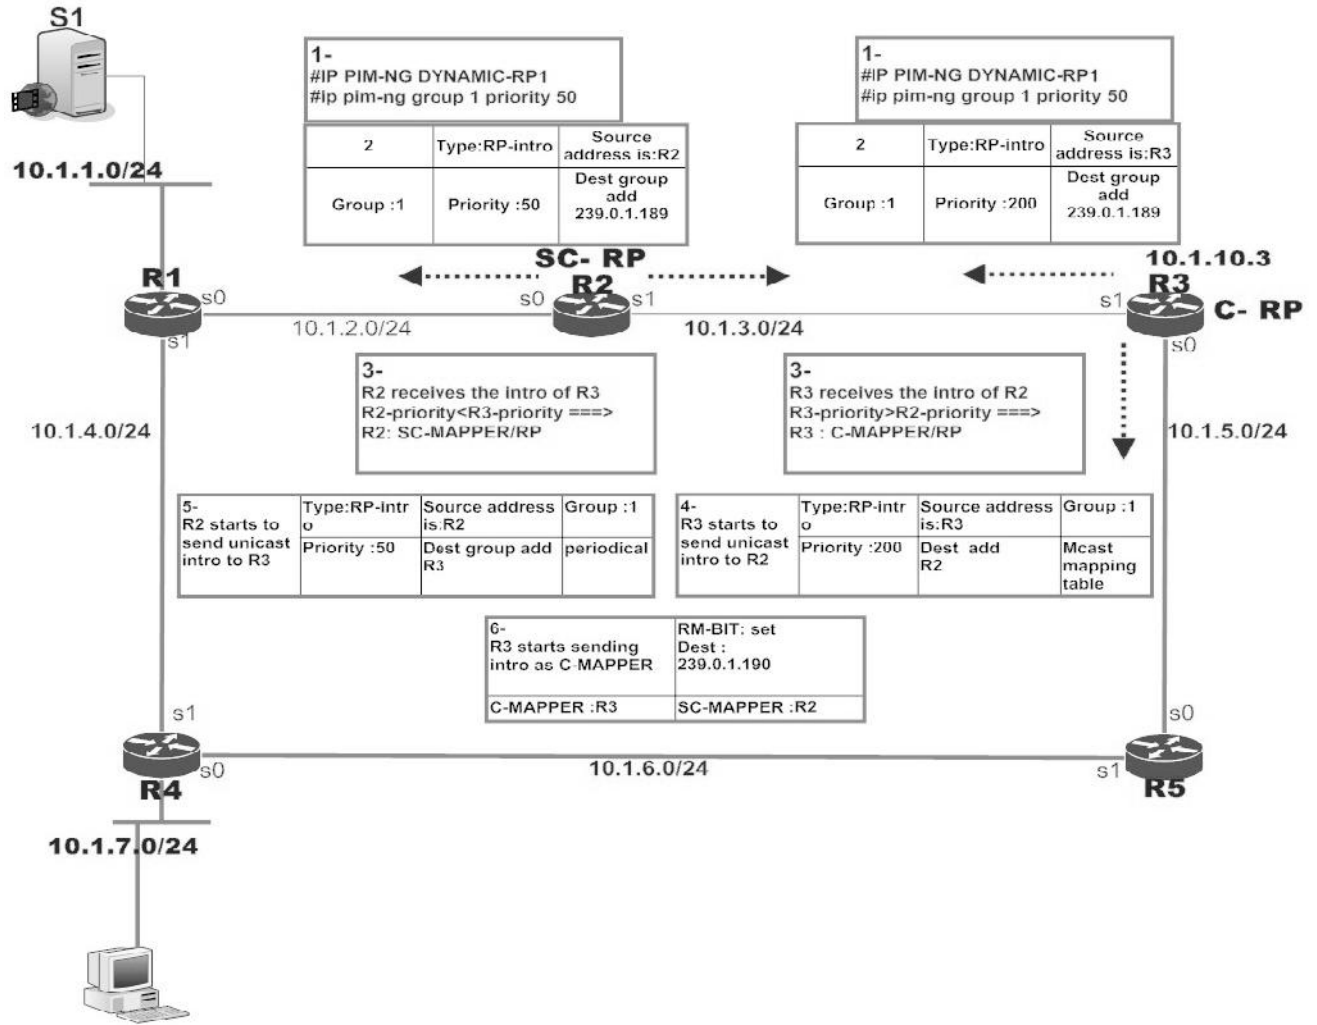 S1
10.1.1.0/24
1-
#IP PIM-NG DYNAMIC-RP1
#ip pim-ng group 1 priority 50
2
Type:RP-intro
Source
address is:R2
Group :1
Priority :50
Dest group
add
239.0.1.189
1-
#IP PIM-NG DYNAMIC-RP1
#ip pim-ng group 1 priority 50
2
Type:RP-intro
Source
address is:R3
Group :1
Priority :200
Dest group
add
239.0.1.189
R1
s0
s1
10.1.2.0/24
SC- RP
R2
s0
s1
10.1.3.0/24
10.1.10.3
R3
C- RP
s1
s0
10.1.4.0/24
3-
R2 receives the intro of R3
R2-priority<R3-priority ===>
R2: SC-MAPPER/RP
3-
R3 receives the intro of R2
R3-priority>R2-priority ===>
R3 : C-MAPPER/RP
10.1.5.0/24
5-
R2 starts to
send unicast
intro to R3
Type:RP-intr
o
Source address
is:R2
Group :1
Priority :50
Dest group add
R3
periodical
4-
R3 starts to
send unicast
intro to R2
Type:RP-intr
o
Source address
is:R3
Group :1
Priority :200
Dest add
R2
Mcast
mapping
table
6-
R3 starts sending
intro as C-MAPPER
RM-BIT: set
Dest :
239.0.1.190
C-MAPPER :R3
SC-MAPPER :R2
s1
s0
R4
10.1.6.0/24
s0
s1
R5
10.1.7.0/24